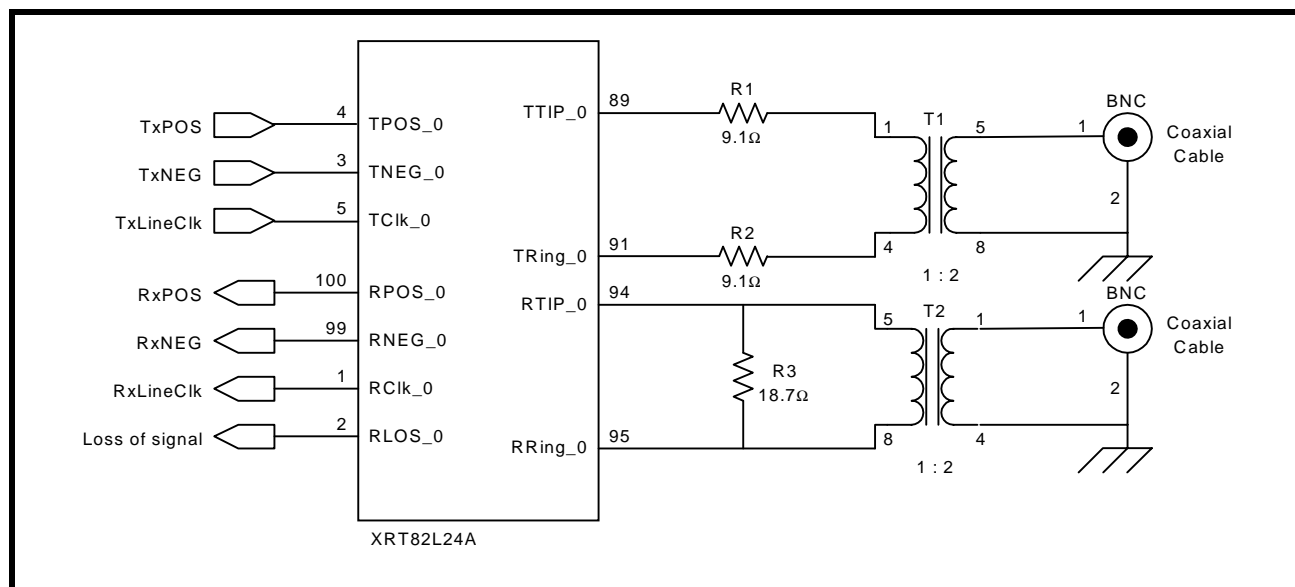 TxPOS
4
TPOS_0
TxNEG
3
TNEG_0
TxLineClk
5
TClk_0
RxPOS
100
RPOS_0
RxNEG
99
RNEG_0
RxLineClk
1
RClk_0
Loss of signal
2
RLOS_0
XRT82L24A
TTIP_0
89
R1
9.1Ω
TRing_0
91
R2
9.1Ω
1
4
T1
5
8
1 : 2
BNC
1
2
Coaxial
Cable
RTIP_0
94
R3
18.7Ω
RRing_0
95
5
8
T2
1
4
1 : 2
BNC
1
2
Coaxial
Cable